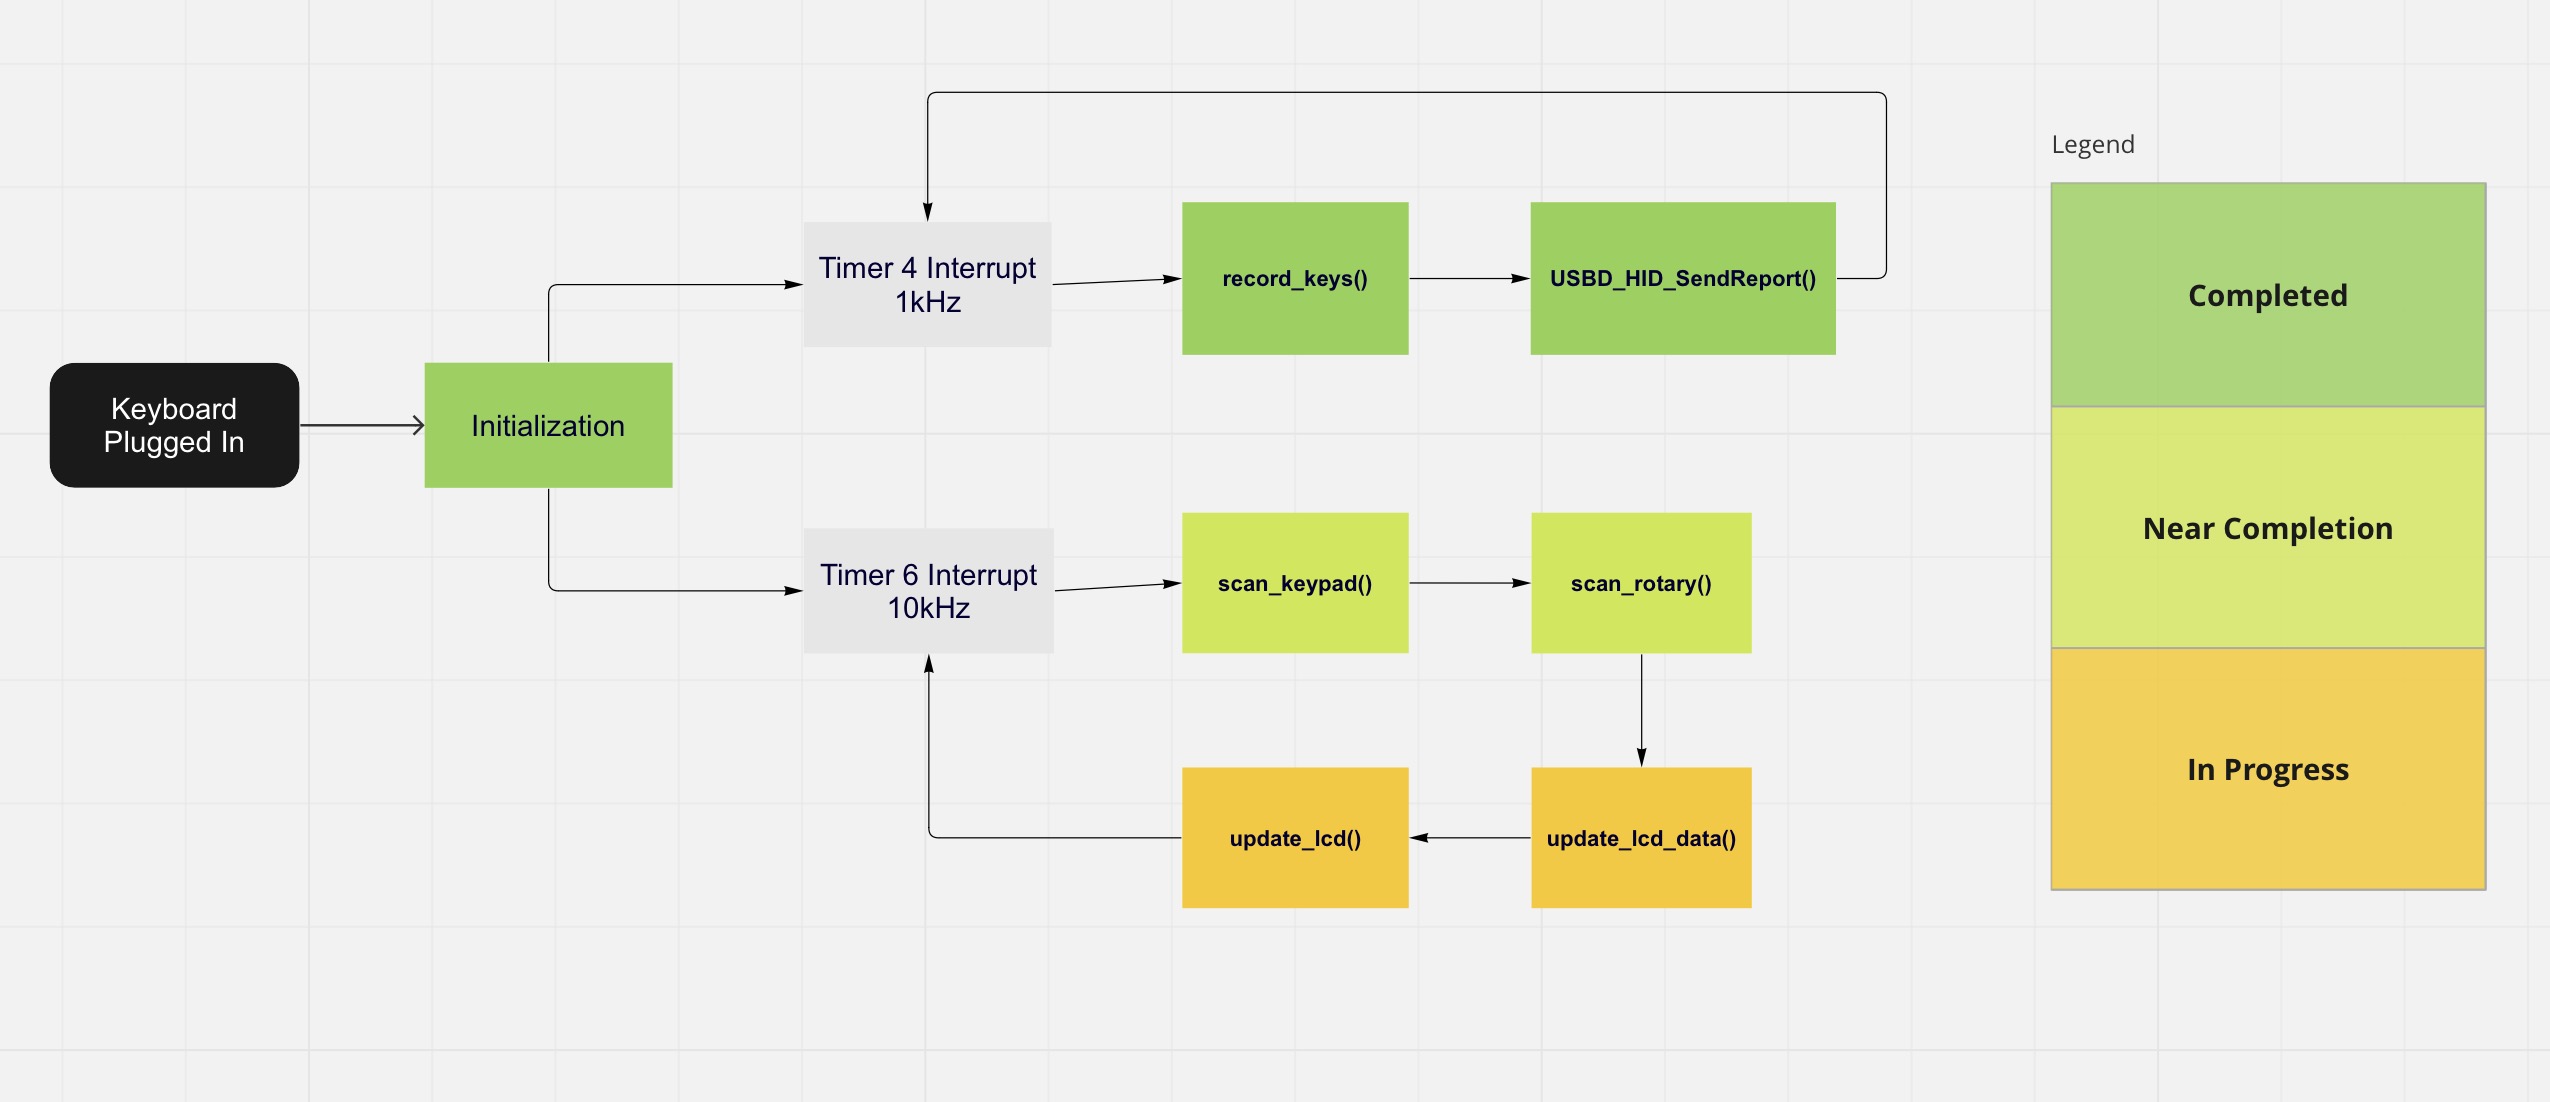 Keyboard
Plugged In
Initialization
Timer 4 Interrupt
1kHz
record_keys()
USBD_HID_SendReport()
Timer 6 Interrupt
10kHz
scan_keypad()
scan_rotary()
update_lcd()
update_lcd_data()
Legend
Completed
Near Completion
In Progress